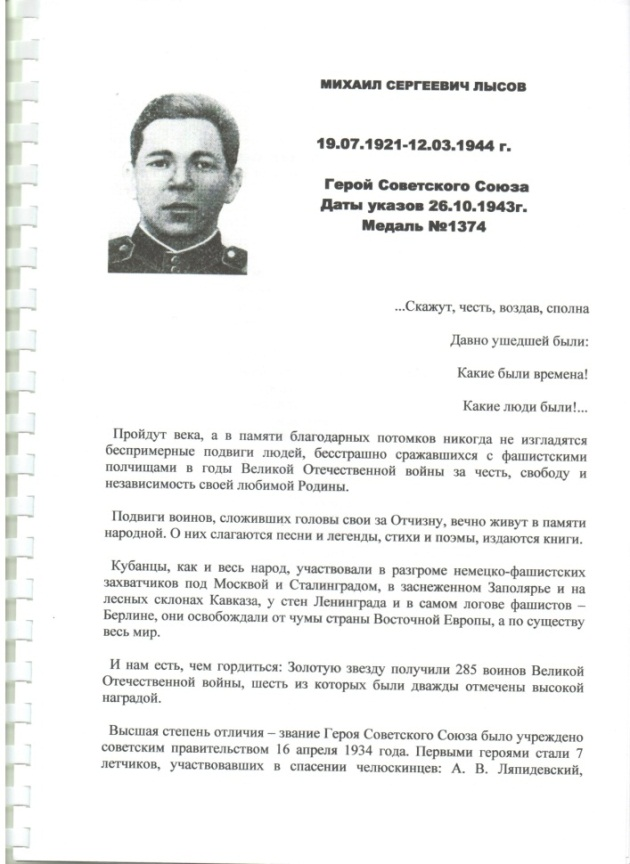 МИХАИЛ СЕРГЕЕВИЧ ЛЫСОВ
19.07.1921-12.03.1944 г.
Герой Советского Союза
Даты указов 26.10.1943г.
Медаль №1374
...Скажут, честь, воздав, сполна
Давно ушедшей были:
Какие были времена!
Какие люди были!...
Пройдут века, а в памяти благодарных потомков никогда не изгладятся
беспримерные подвиги людей, бесстрашно сражавшихся с фашистскими
полчищами в годы Великой Отечественной войны за честь, свободу и
независимость своей любимой Родины.
Подвиги воинов, сложивших головы свои за Отчизну, вечно живут в памяти
народной. О них слагаются песни и легенды, стихи и поэмы, издаются книги.
Кубанцы, как и весь народ, участвовали в разгроме немецко-фашистских
захватчиков под Москвой и Сталинградом, в заснеженном Заполярье и на
лесных склонах Кавказа, у стен Ленинграда и в самом логове фашистов –
Берлине, они освобождали от чумы страны Восточной Европы, а по существу
весь мир.
И нам есть, чем гордиться: Золотую звезду получили 285 воинов Великой
Отечественной войны, шесть из которых были дважды отмечены высокой
наградой.
Высшая степень отличия – звание Героя Советского Союза было учреждено
советским правительством 16 апреля 1934 года. Первыми героями стали 7
летчиков, участвовавших в спасении челюскинцев: А. В. Ляпидевский,